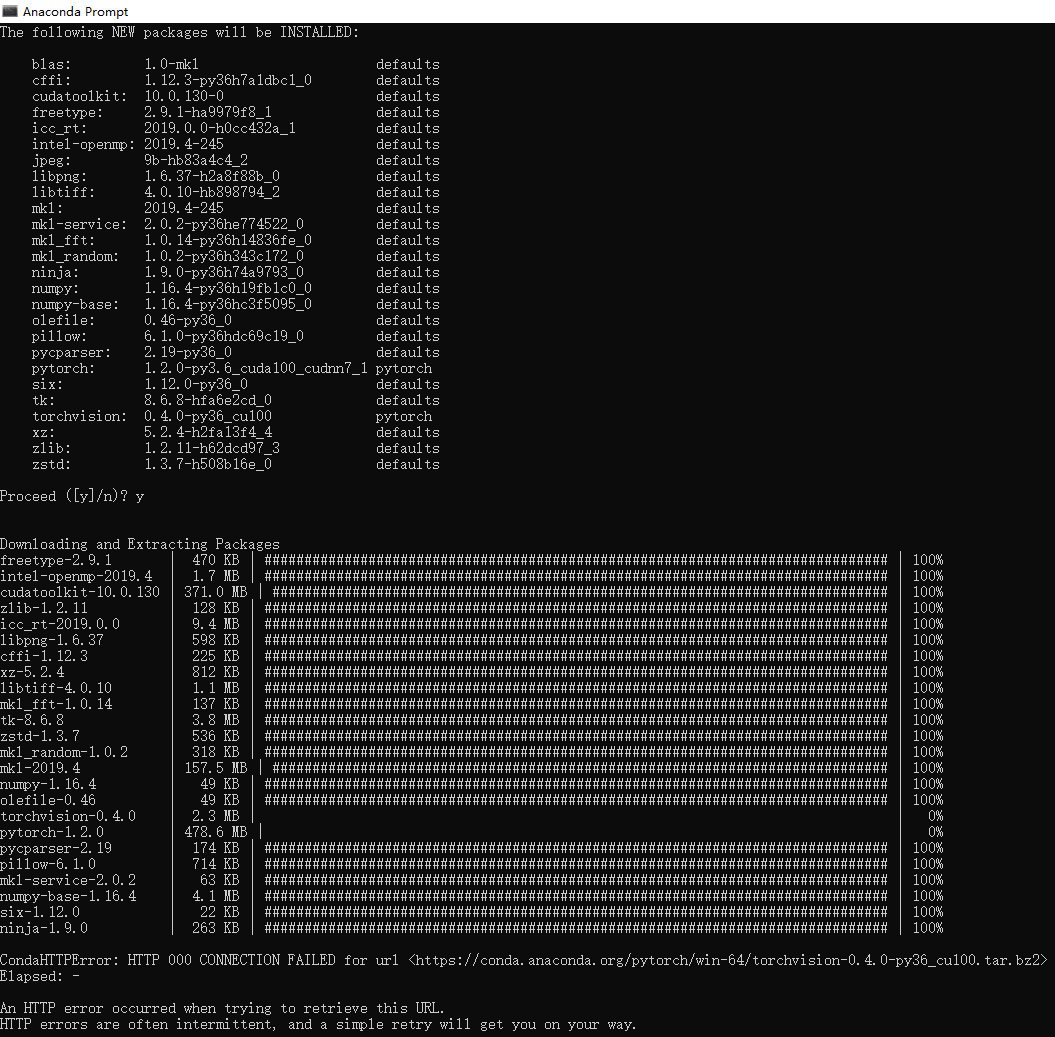 Anaconda Prompt
The following NEW packages will be INSTALLED:
blas: 1.0-mkl defaults
cffi: 1.12.3-py36h7a1dbc1_0 defaults
cudatoolkit: 10.0.130-0 defaults
freetype: 2.9.1-ha9979f8_1 defaults
icc_rt: 2019.0.0-h0cc432a_1 defaults
intel-openmp: 2019.4-245 defaults
jpeg: 9b-hb83a4c4_2 defaults
libpng: 1.6.37-h2a8f88b_0 defaults
libtiff: 4.0.10-hb898794_2 defaults
mkl: 2019.4-245 defaults
mkl-service: 2.0.2-py36he774522_0 defaults
mkl_fft: 1.0.14-py36h14836fe_0 defaults
mkl_random: 1.0.2-py36h343c172_0 defaults
ninja: 1.9.0-py36h74a9793_0 defaults
numpy: 1.16.4-py36h19fb1c0_0 defaults
numpy-base: 1.16.4-py36hc3f5095_0 defaults
olefile: 0.46-py36_0 defaults
pillow: 6.1.0-py36hdc69c19_0 defaults
pycparser: 2.19-py36_0 defaults
pytorch: 1.2.0-py3.6_cuda100_cudnn7_1 pytorch
six: 1.12.0-py36_0 defaults
tk: 8.6.8-hfa6e2cd_0 defaults
torchvision: 0.4.0-py36_cu100 pytorch
xz: 5.2.4-h2fa13f4_4 defaults
zlib: 1.2.11-h62dcd97_3 defaults
zstd: 1.3.7-h508b16e_0 defaults
Proceed ([y]/n)? y
Downloading and Extracting Packages
freetype-2.9.1 | 470 KB | ############################################################################## | 100%
intel-openmp-2019.4 | 1.7 MB | ############################################################################## | 100%
cudatoolkit-10.0.130 | 371.0 MB | ############################################################################# | 100%
zlib-1.2.11 | 128 KB | ############################################################################## | 100%
icc_rt-2019.0.0 | 9.4 MB | ############################################################################## | 100%
libpng-1.6.37 | 598 KB | ############################################################################## | 100%
cffi-1.12.3 | 225 KB | ############################################################################## | 100%
xz-5.2.4 | 812 KB | ############################################################################## | 100%
libtiff-4.0.10 | 1.1 MB | ############################################################################## | 100%
mkl_fft-1.0.14 | 137 KB | ############################################################################## | 100%
tk-8.6.8 | 3.8 MB | ############################################################################## | 100%
zstd-1.3.7 | 536 KB | ############################################################################## | 100%
mkl_random-1.0.2 | 318 KB | ############################################################################## | 100%
mkl-2019.4 | 157.5 MB | ############################################################################# | 100%
numpy-1.16.4 | 49 KB | ############################################################################## | 100%
olefile-0.46 | 49 KB | ############################################################################## | 100%
torchvision-0.4.0 | 2.3 MB | | 0%
pytorch-1.2.0 | 478.6 MB | | 0%
pycparser-2.19 | 174 KB | ############################################################################## | 100%
pillow-6.1.0 | 714 KB | ############################################################################## | 100%
mkl-service-2.0.2 | 63 KB | ############################################################################## | 100%
numpy-base-1.16.4 | 4.1 MB | ############################################################################## | 100%
six-1.12.0 | 22 KB | ############################################################################## | 100%
ninja-1.9.0 | 263 KB | ############################################################################## | 100%
CondaHTTPError: HTTP 000 CONNECTION FAILED for url <https://conda.anaconda.org/pytorch/win-64/torchvision-0.4.0-py36_cu100.tar.bz2>
Elapsed: -
An HTTP error occurred when trying to retrieve this URL.
HTTP errors are often intermittent, and a simple retry will get you on your way.